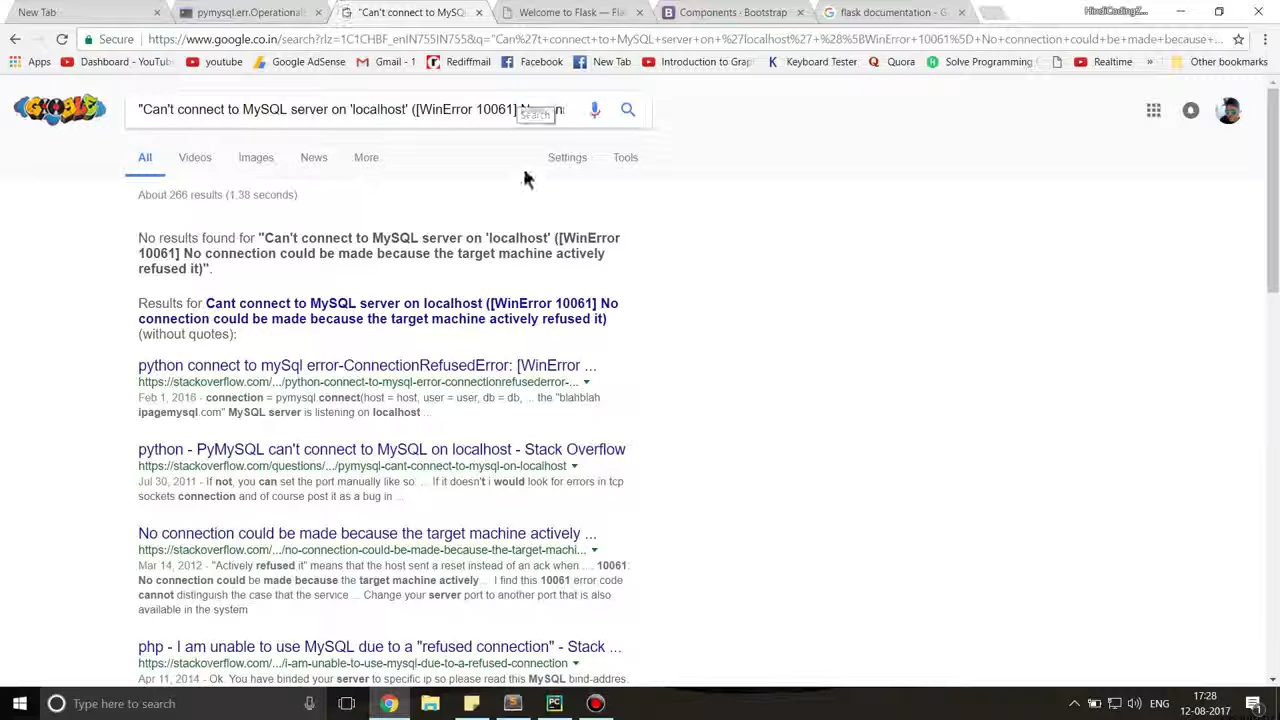 New Tab
pymysql.err.Operational
"Can't connect to MySQL
Welcome to Flask — Fla
Components · Bootstrap
flask documentation - G
HindiCodingZ...
Secure
https://www.google.co.in/search?rlz=1C1CHBF_enIN755IN755&q="Can%27t+connect+to+MySQL+server+on+%27localhost%27+(%28%5BWinError+10061%5D+No+connection+could+be+made+because+...
Apps
Dashboard - YouTub
youtube
Google AdSense
Gmail - 1
Rediffmail
Facebook
New Tab
Introduction to Grap
Keyboard Tester
Quora
Solve Programming
Realtime
»
Other bookmarks
"Can't connect to MySQL server on 'localhost' ([WinError 10061]
Search
All
Videos
Images
News
More
Settings
Tools
About 266 results (1.38 seconds)
No results found for "Can't connect to MySQL server on 'localhost' ([WinError
10061] No connection could be made because the target machine actively
refused it)".
Results for Cant connect to MySQL server on localhost ([WinError 10061] No
connection could be made because the target machine actively refused it)
(without quotes):
python connect to mySql error-ConnectionRefusedError: [WinError ...
https://stackoverflow.com/.../python-connect-to-mysql-error-connectionrefusederror-...
Feb 1, 2016 - connection = pymysql.connect(host = host, user = user, db = db, ... the "blahblah
ipagemysql.com" MySQL server is listening on localhost ...
python - PyMySQL can't connect to MySQL on localhost - Stack Overflow
https://stackoverflow.com/questions/.../pymysql-cant-connect-to-mysql-on-localhost
Jul 30, 2011 - If not, you can set the port manually like so: ... If it doesn't i would look for errors in tcp
sockets connection and of course post it as a bug in ...
No connection could be made because the target machine actively ...
https://stackoverflow.com/.../no-connection-could-be-made-because-the-target-machi...
Mar 14, 2012 - "Actively refused it" means that the host sent a reset instead of an ack when .... 10061:
No connection could be made because the target machine actively... I find this 10061 error code
cannot distinguish the case that the service ... Change your server port to another port that is also
available in the system
php - I am unable to use MySQL due to a "refused connection" - Stack ...
https://stackoverflow.com/.../i-am-unable-to-use-mysql-due-to-a-refused-connection
Apr 11, 2014 - Ok. You have binded your server to specific ip so please read this MySQL bind-addres.
Type here to search
ENG
17:28
12-08-2017